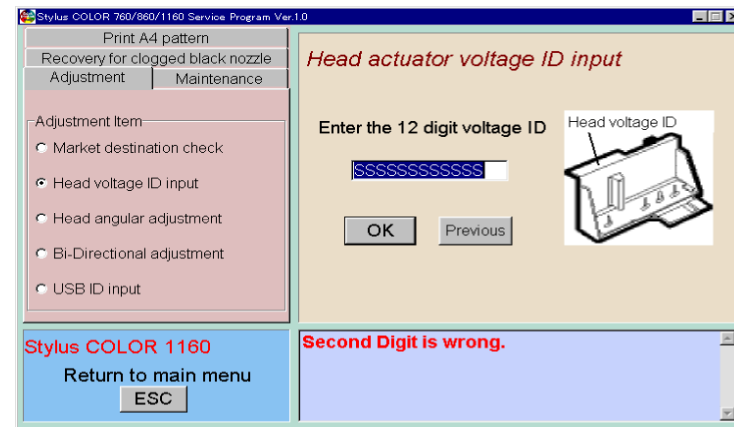 Stylus COLOR 760/860/1160 Service Program Ver.1.0
Print A4 pattern
Recovery for clogged black nozzle
Adjustment
Maintenance
Adjustment Item
Market destination check
Head voltage ID input
Head angular adjustment
Bi-Directional adjustment
USB ID input
Head actuator voltage ID input
Enter the 12 digit voltage ID
SSSSSSSSSSSS
OK
Previous
Head voltage ID
Stylus COLOR 1160
Return to main menu
ESC
Second Digit is wrong.